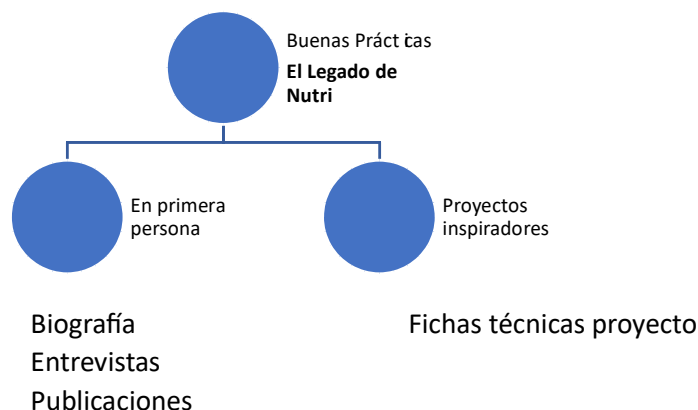 Buenas Prácticas
El Legado de
Nutri
En primera
persona
Proyectos
inspiradores
Biografía
Fichas técnicas proyecto
Entrevistas
Publicaciones